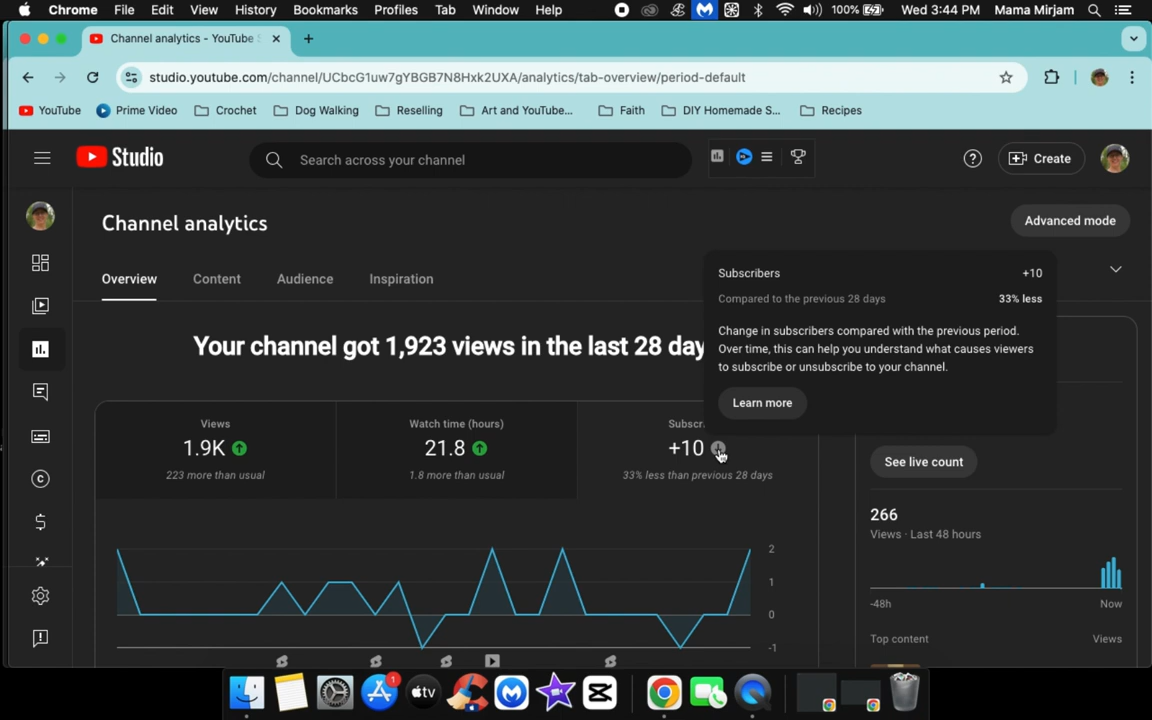 Chrome File Edit View History Bookmarks Profiles Tab Window Help 100% Wed 3:44 PM Mama Mirjam
Channel analytics - YouTube S
studio.youtube.com/channel/UCbcG1uw7gYBGB7N8Hxk2UXA/analytics/tab-overview/period-default
YouTube Prime Video Crochet Dog Walking Reselling Art and YouTube... Faith DIY Homemade S... Recipes
Studio Search across your channel Create
Channel analytics Advanced mode
Overview Content Audience Inspiration
Subscribers +10
Compared to the previous 28 days 33% less
Change in subscribers compared with the previous period.
Over time, this can help you understand what causes viewers
to subscribe or unsubscribe to your channel.
Learn more
Your channel got 1,923 views in the last 28 day
Views Watch time (hours) Subscr
1.9K 21.8 +10
223 more than usual 1.8 more than usual 33% less than previous 28 days
See live count
266
Views · Last 48 hours
2
1
0
-1
-48h Now
Top content Views
1
tv